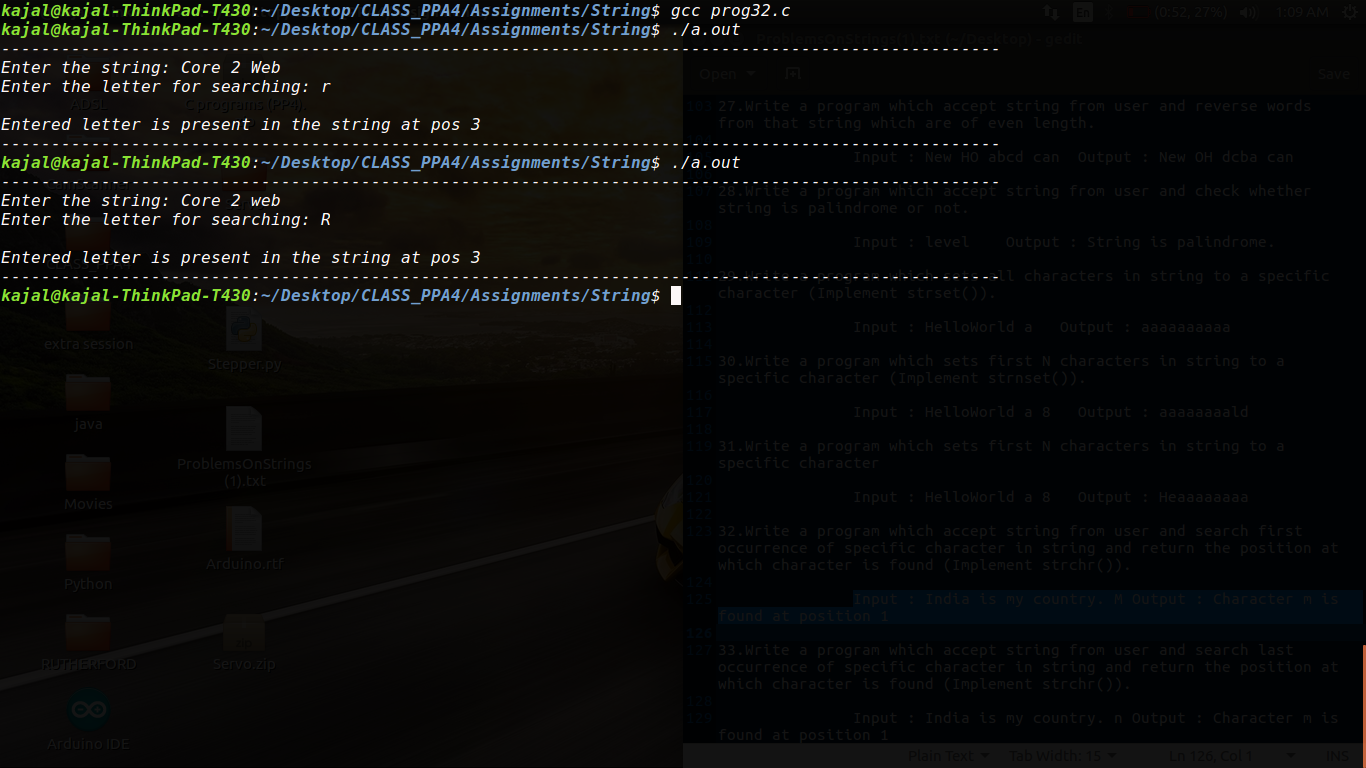 kajal@kajal-ThinkPad-T430:~/Desktop/CLASS_PPA4/Assignments/String$ gcc prog32.c
kajal@kajal-ThinkPad-T430:~/Desktop/CLASS_PPA4/Assignments/String$ ./a.out
----------------------------------------------------------------------------------------------------
Enter the string: Core 2 Web
Enter the letter for searching: r
Entered letter is present in the string at pos 3
----------------------------------------------------------------------------------------------------
kajal@kajal-ThinkPad-T430:~/Desktop/CLASS_PPA4/Assignments/String$ ./a.out
----------------------------------------------------------------------------------------------------
Enter the string: Core 2 web
Enter the letter for searching: R
Entered letter is present in the string at pos 3
----------------------------------------------------------------------------------------------------
kajal@kajal-ThinkPad-T430:~/Desktop/CLASS_PPA4/Assignments/String$
En (0:52, 27%) 1:09 AM
Open Save
ADSL
C programs (PP4)
extra session
Stepper.py
java
ProblemsOnStrings
(1).txt
Movies
Arduino.rtf
Python
RUTHERFORD
Servo.zip
Arduino IDE
27.Write a program which accept string from user and reverse words
from that string which are of even length.
Input : New HO abcd can Output : New OH dcba can
28.Write a program which accept string from user and check whether
string is palindrome or not.
Input : level Output : String is palindrome.
29.Write a program which sets all characters in string to a specific
character (Implement strset()).
Input : HelloWorld a Output : aaaaaaaaaa
30.Write a program which sets first N characters in string to a
specific character (Implement strnset()).
Input : HelloWorld a 8 Output : aaaaaaaald
31.Write a program which sets first N characters in string to a
specific character
Input : HelloWorld a 8 Output : Heaaaaaaaa
32.Write a program which accept string from user and search first
occurrence of specific character in string and return the position at
which character is found (Implement strchr()).
Input : India is my country. M Output : Character m is
found at position 1
33.Write a program which accept string from user and search last
occurrence of specific character in string and return the position at
which character is found (Implement strchr()).
Input : India is my country. n Output : Character m is
found at position 1
Plain Text Tab Width: 15 Ln 126, Col 1 INS